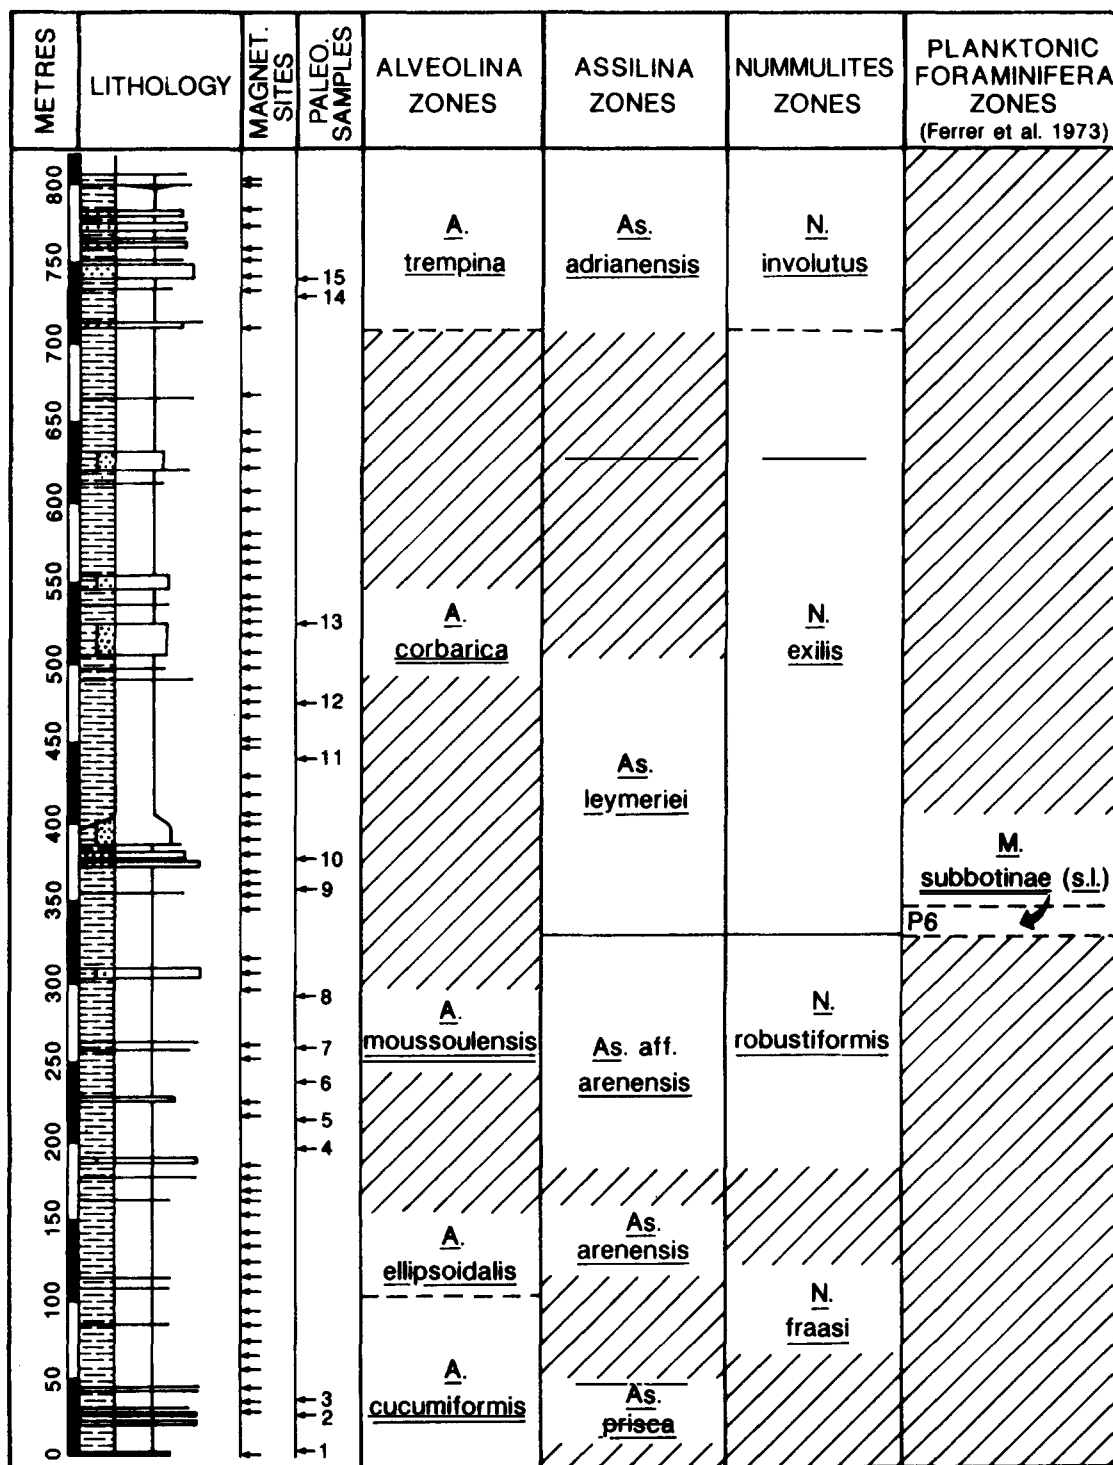 METRES
LITHOLOGY
MAGNET.
SITES
PALEO.
SAMPLES
ALVEOLINA
ZONES
ASSILINA
ZONES
NUMMULITES
ZONES
PLANKTONIC
FORAMINIFERA
ZONES
(Ferrer et al. 1973)
800
750
700
650
600
550
500
450
400
350
300
250
200
150
100
50
0
15
14
13
12
11
10
9
8
7
6
5
4
3
2
1
A.
trempina
A.
corbarica
A.
moussoulensis
A.
ellipsoidalis
A.
cucumiformis
As.
adrianensis
As.
leymeriei
As. aff.
arenensis
As.
arenensis
As.
prisca
N.
involutus
N.
exilis
N.
robustiformis
N.
fraasi
M.
subbotinae (s.l.)
P6